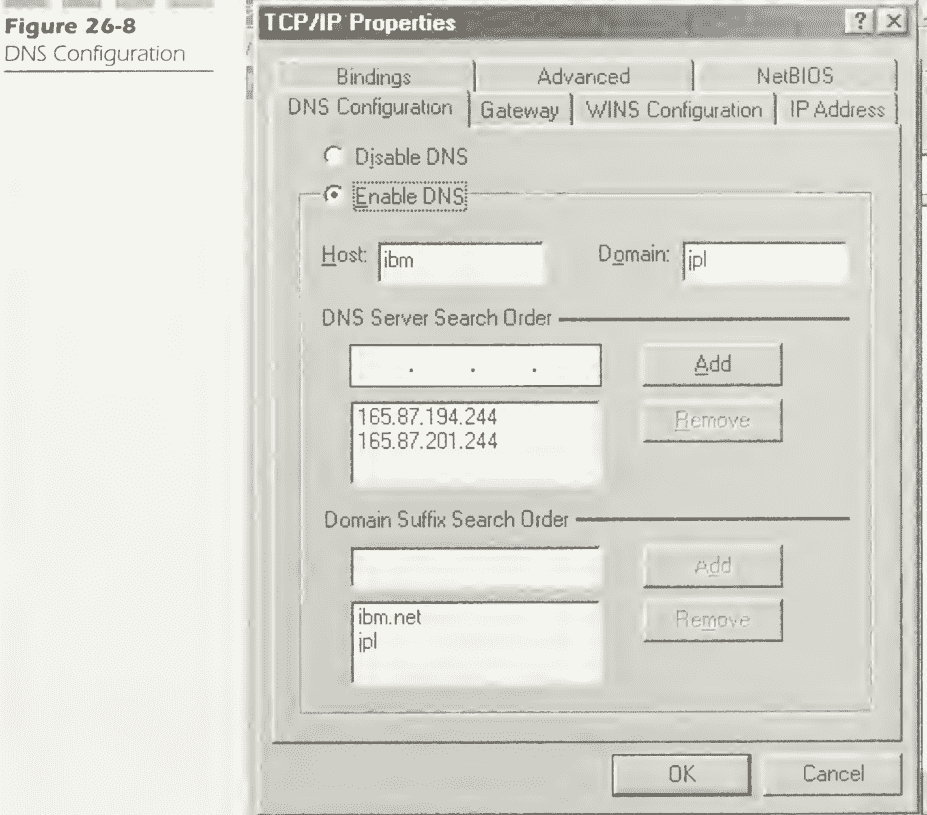 Figure 26-8
DNS Configuration
TCP/IP Properties
Bindings Advanced NetBIOS
DNS Configuration Gateway WINS Configuration IP Address
Disable DNS
Enable DNS
Host: ibm Domain: jpl
DNS Server Search Order
. . . Add
165.87.194.244
165.87.201.244
Remove
Domain Suffix Search Order
Add
ibm.net
jpl
Remove
OK Cancel